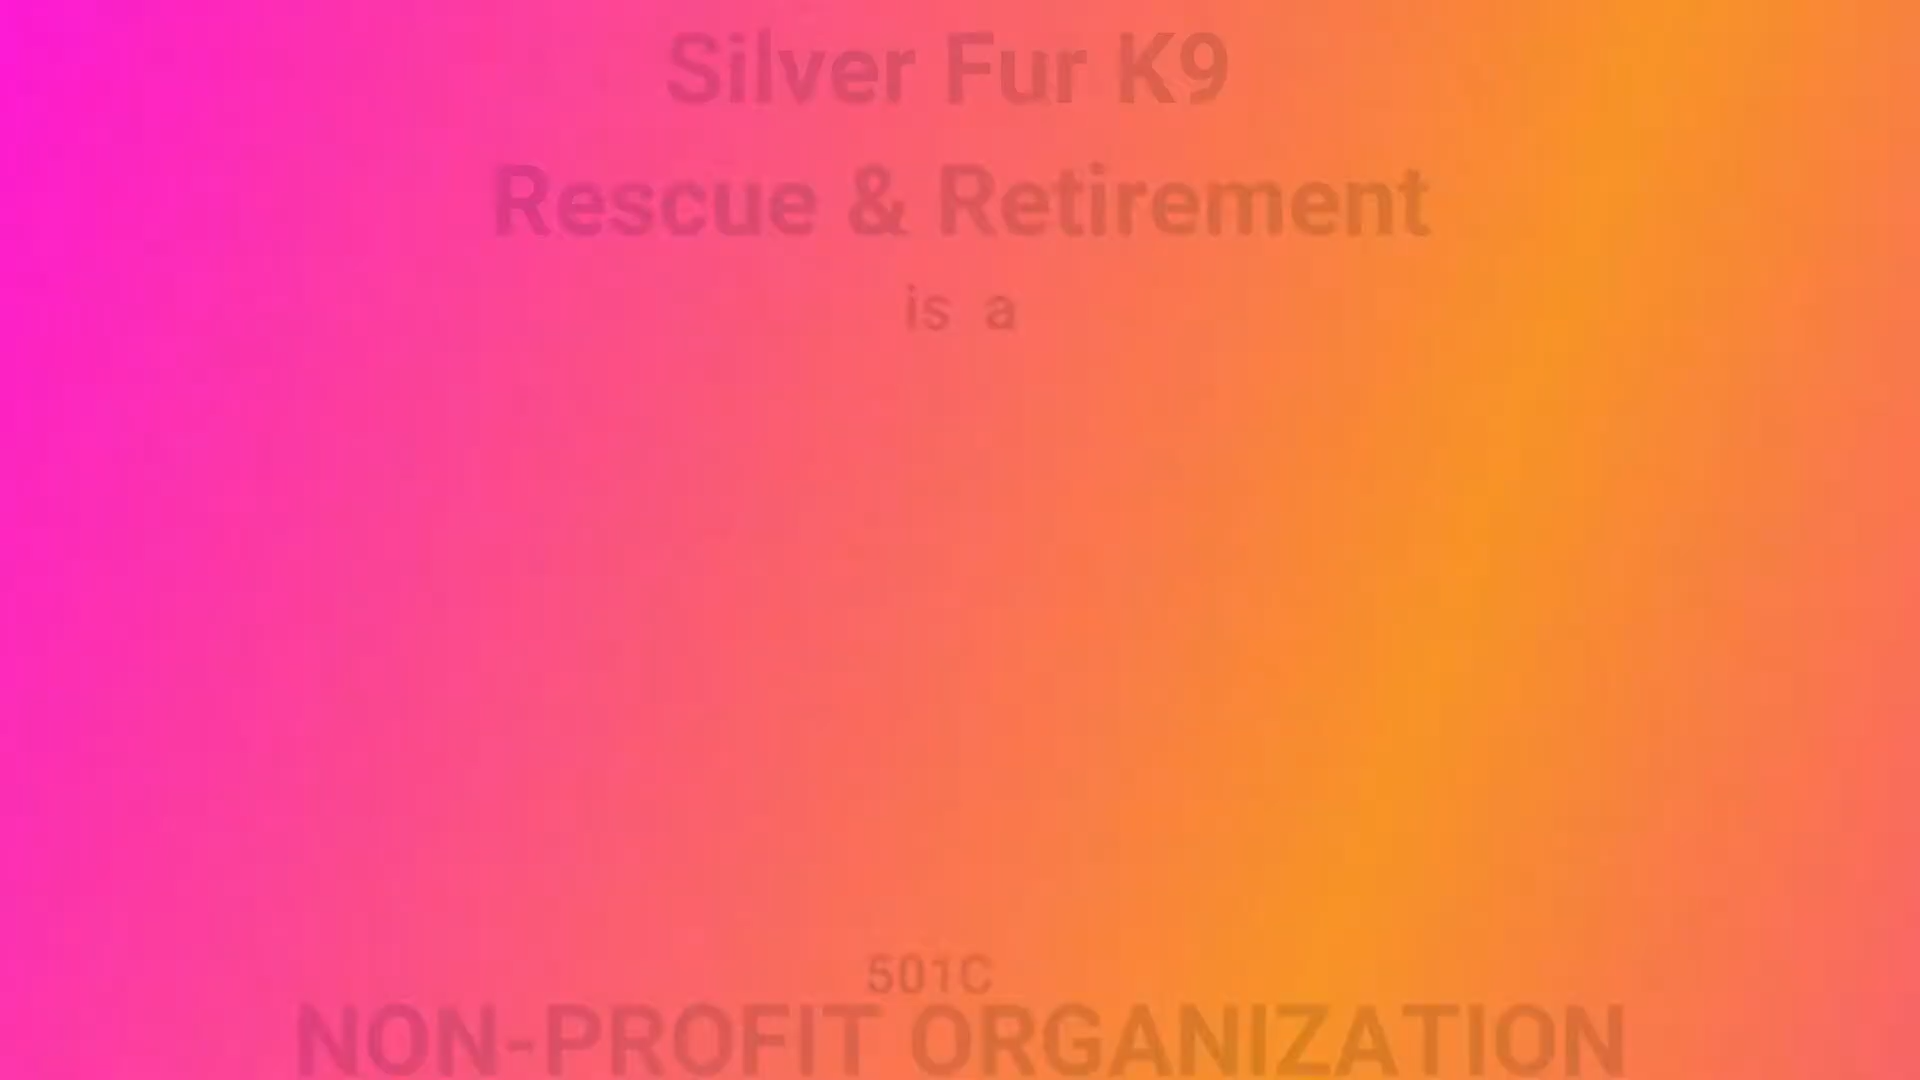 Silver Fur K9
Rescue & Retirement
is a
501C
NON-PROFIT ORGANIZATION